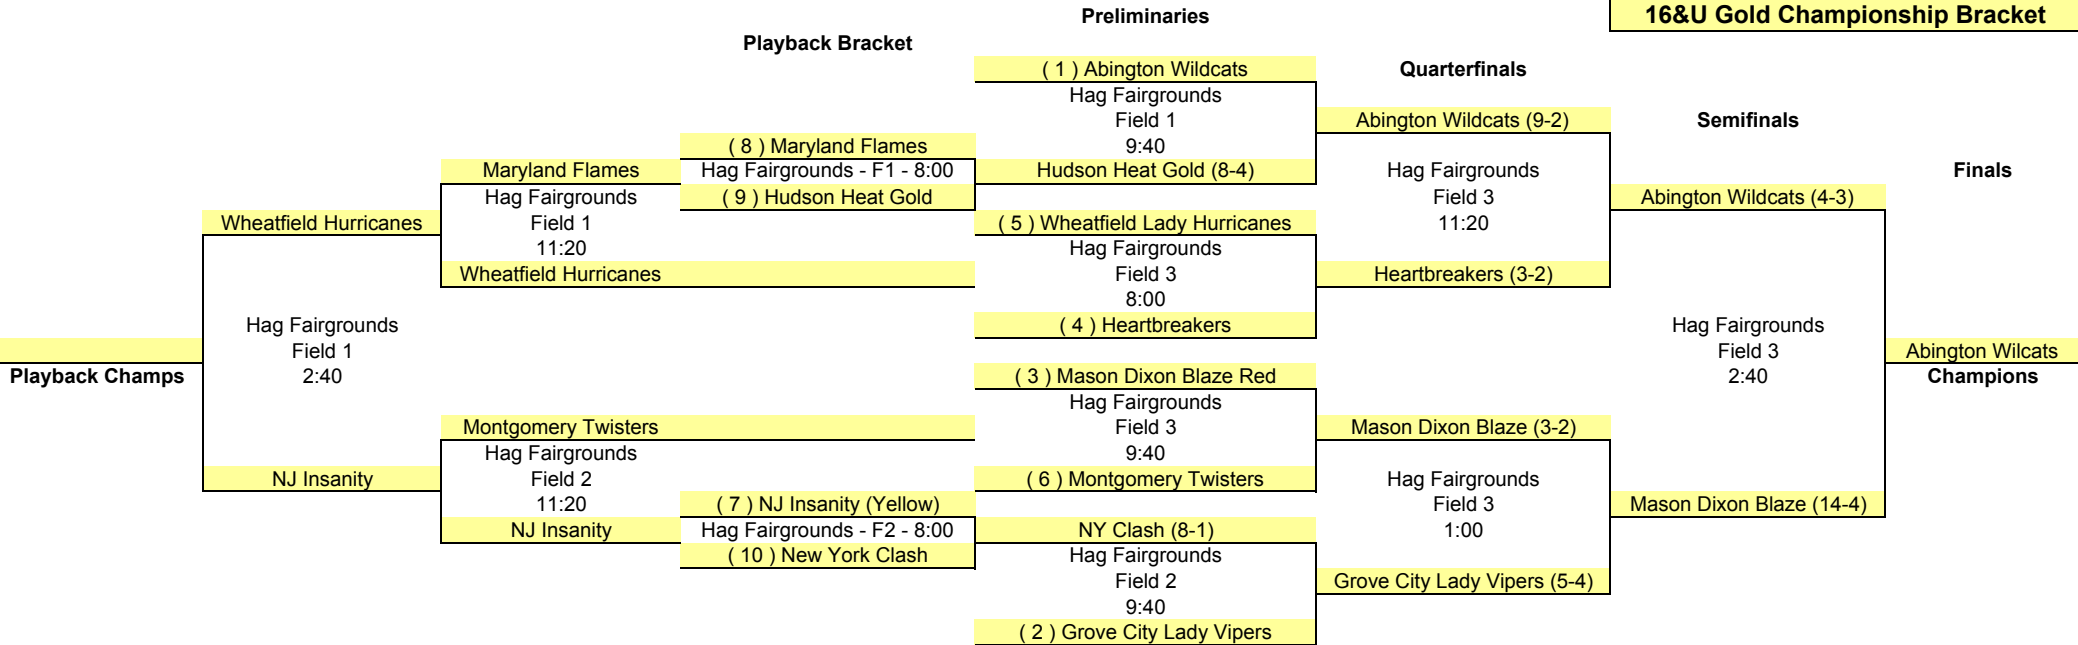 Preliminaries
16&U Gold Championship Bracket
Playback Bracket
( 1 ) Abington Wildcats
Quarterfinals
Hag Fairgrounds
Field 1
9:40
Abington Wildcats (9-2)
Semifinals
( 8 ) Maryland Flames
Maryland Flames
Hag Fairgrounds - F1 - 8:00
Hudson Heat Gold (8-4)
Hag Fairgrounds
Field 3
11:20
Finals
Hag Fairgrounds
Field 1
11:20
( 9 ) Hudson Heat Gold
Abington Wildcats (4-3)
Wheatfield Hurricanes
( 5 ) Wheatfield Lady Hurricanes
Hag Fairgrounds
Field 3
8:00
Wheatfield Hurricanes
Heartbreakers (3-2)
Hag Fairgrounds
Field 1
2:40
( 4 ) Heartbreakers
Hag Fairgrounds
Field 3
2:40
Abington Wilcats
Playback Champs
( 3 ) Mason Dixon Blaze Red
Champions
Hag Fairgrounds
Field 3
9:40
Montgomery Twisters
Mason Dixon Blaze (3-2)
Hag Fairgrounds
Field 2
11:20
NJ Insanity
( 6 ) Montgomery Twisters
Hag Fairgrounds
Field 3
1:00
( 7 ) NJ Insanity (Yellow)
Mason Dixon Blaze (14-4)
NJ Insanity
Hag Fairgrounds - F2 - 8:00
NY Clash (8-1)
( 10 ) New York Clash
Hag Fairgrounds
Field 2
9:40
Grove City Lady Vipers (5-4)
( 2 ) Grove City Lady Vipers